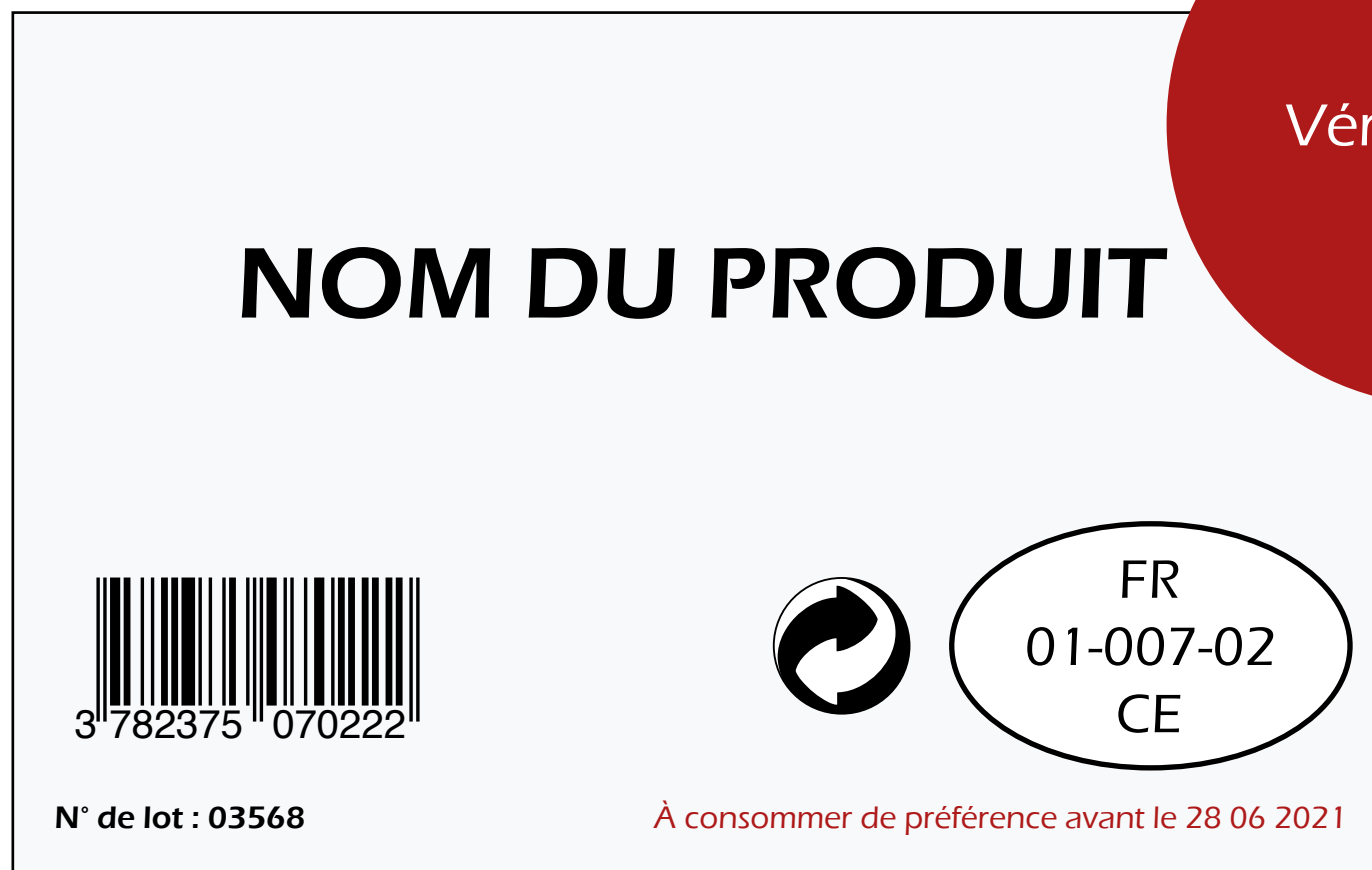 Vér
NOM DU PRODUIT
FR
01-007-02
CE
3 782375 070222
N° de lot : 03568
À consommer de préférence avant le 28 06 2021